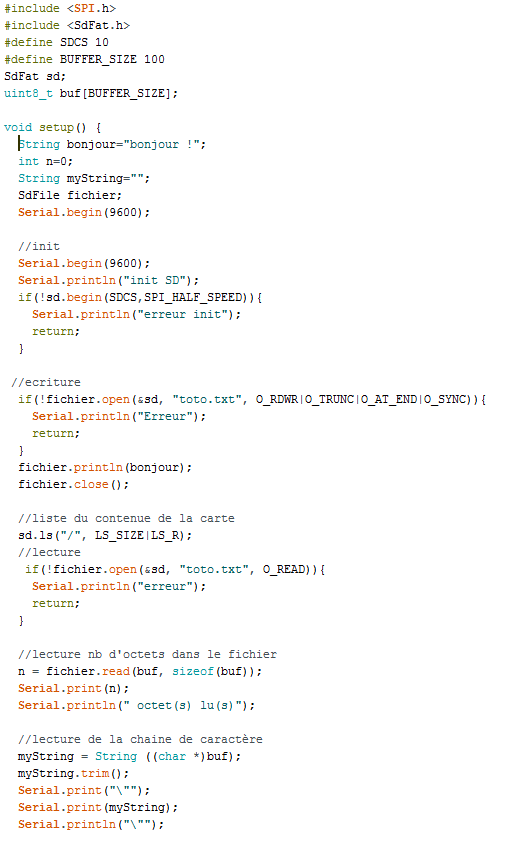 #include <SPI.h>
#include <SdFat.h>
#define SDCS 10
#define BUFFER_SIZE 100
SdFat sd;
uint8_t buf[BUFFER_SIZE];

void setup() {
  String bonjour="bonjour !";
  int n=0;
  String myString="";
  SdFile fichier;
  Serial.begin(9600);

  //init
  Serial.begin(9600);
  Serial.println("init SD");
  if(!sd.begin(SDCS,SPI_HALF_SPEED)){
    Serial.println("erreur init");
    return;
  }

 //ecriture
  if(!fichier.open(&sd, "toto.txt", O_RDWR|O_TRUNC|O_AT_END|O_SYNC)){
    Serial.println("Erreur");
    return;
  }
  fichier.println(bonjour);
  fichier.close();

  //liste du contenue de la carte
  sd.ls("/", LS_SIZE|LS_R);
  //lecture
   if(!fichier.open(&sd, "toto.txt", O_READ)){
    Serial.println("erreur");
    return;
  }

  //lecture nb d'octets dans le fichier
  n = fichier.read(buf, sizeof(buf));
  Serial.print(n);
  Serial.println(" octet(s) lu(s)");

  //lecture de la chaine de caractère
  myString = String ((char *)buf);
  myString.trim();
  Serial.print("\"");
  Serial.print(myString);
  Serial.println("\"");